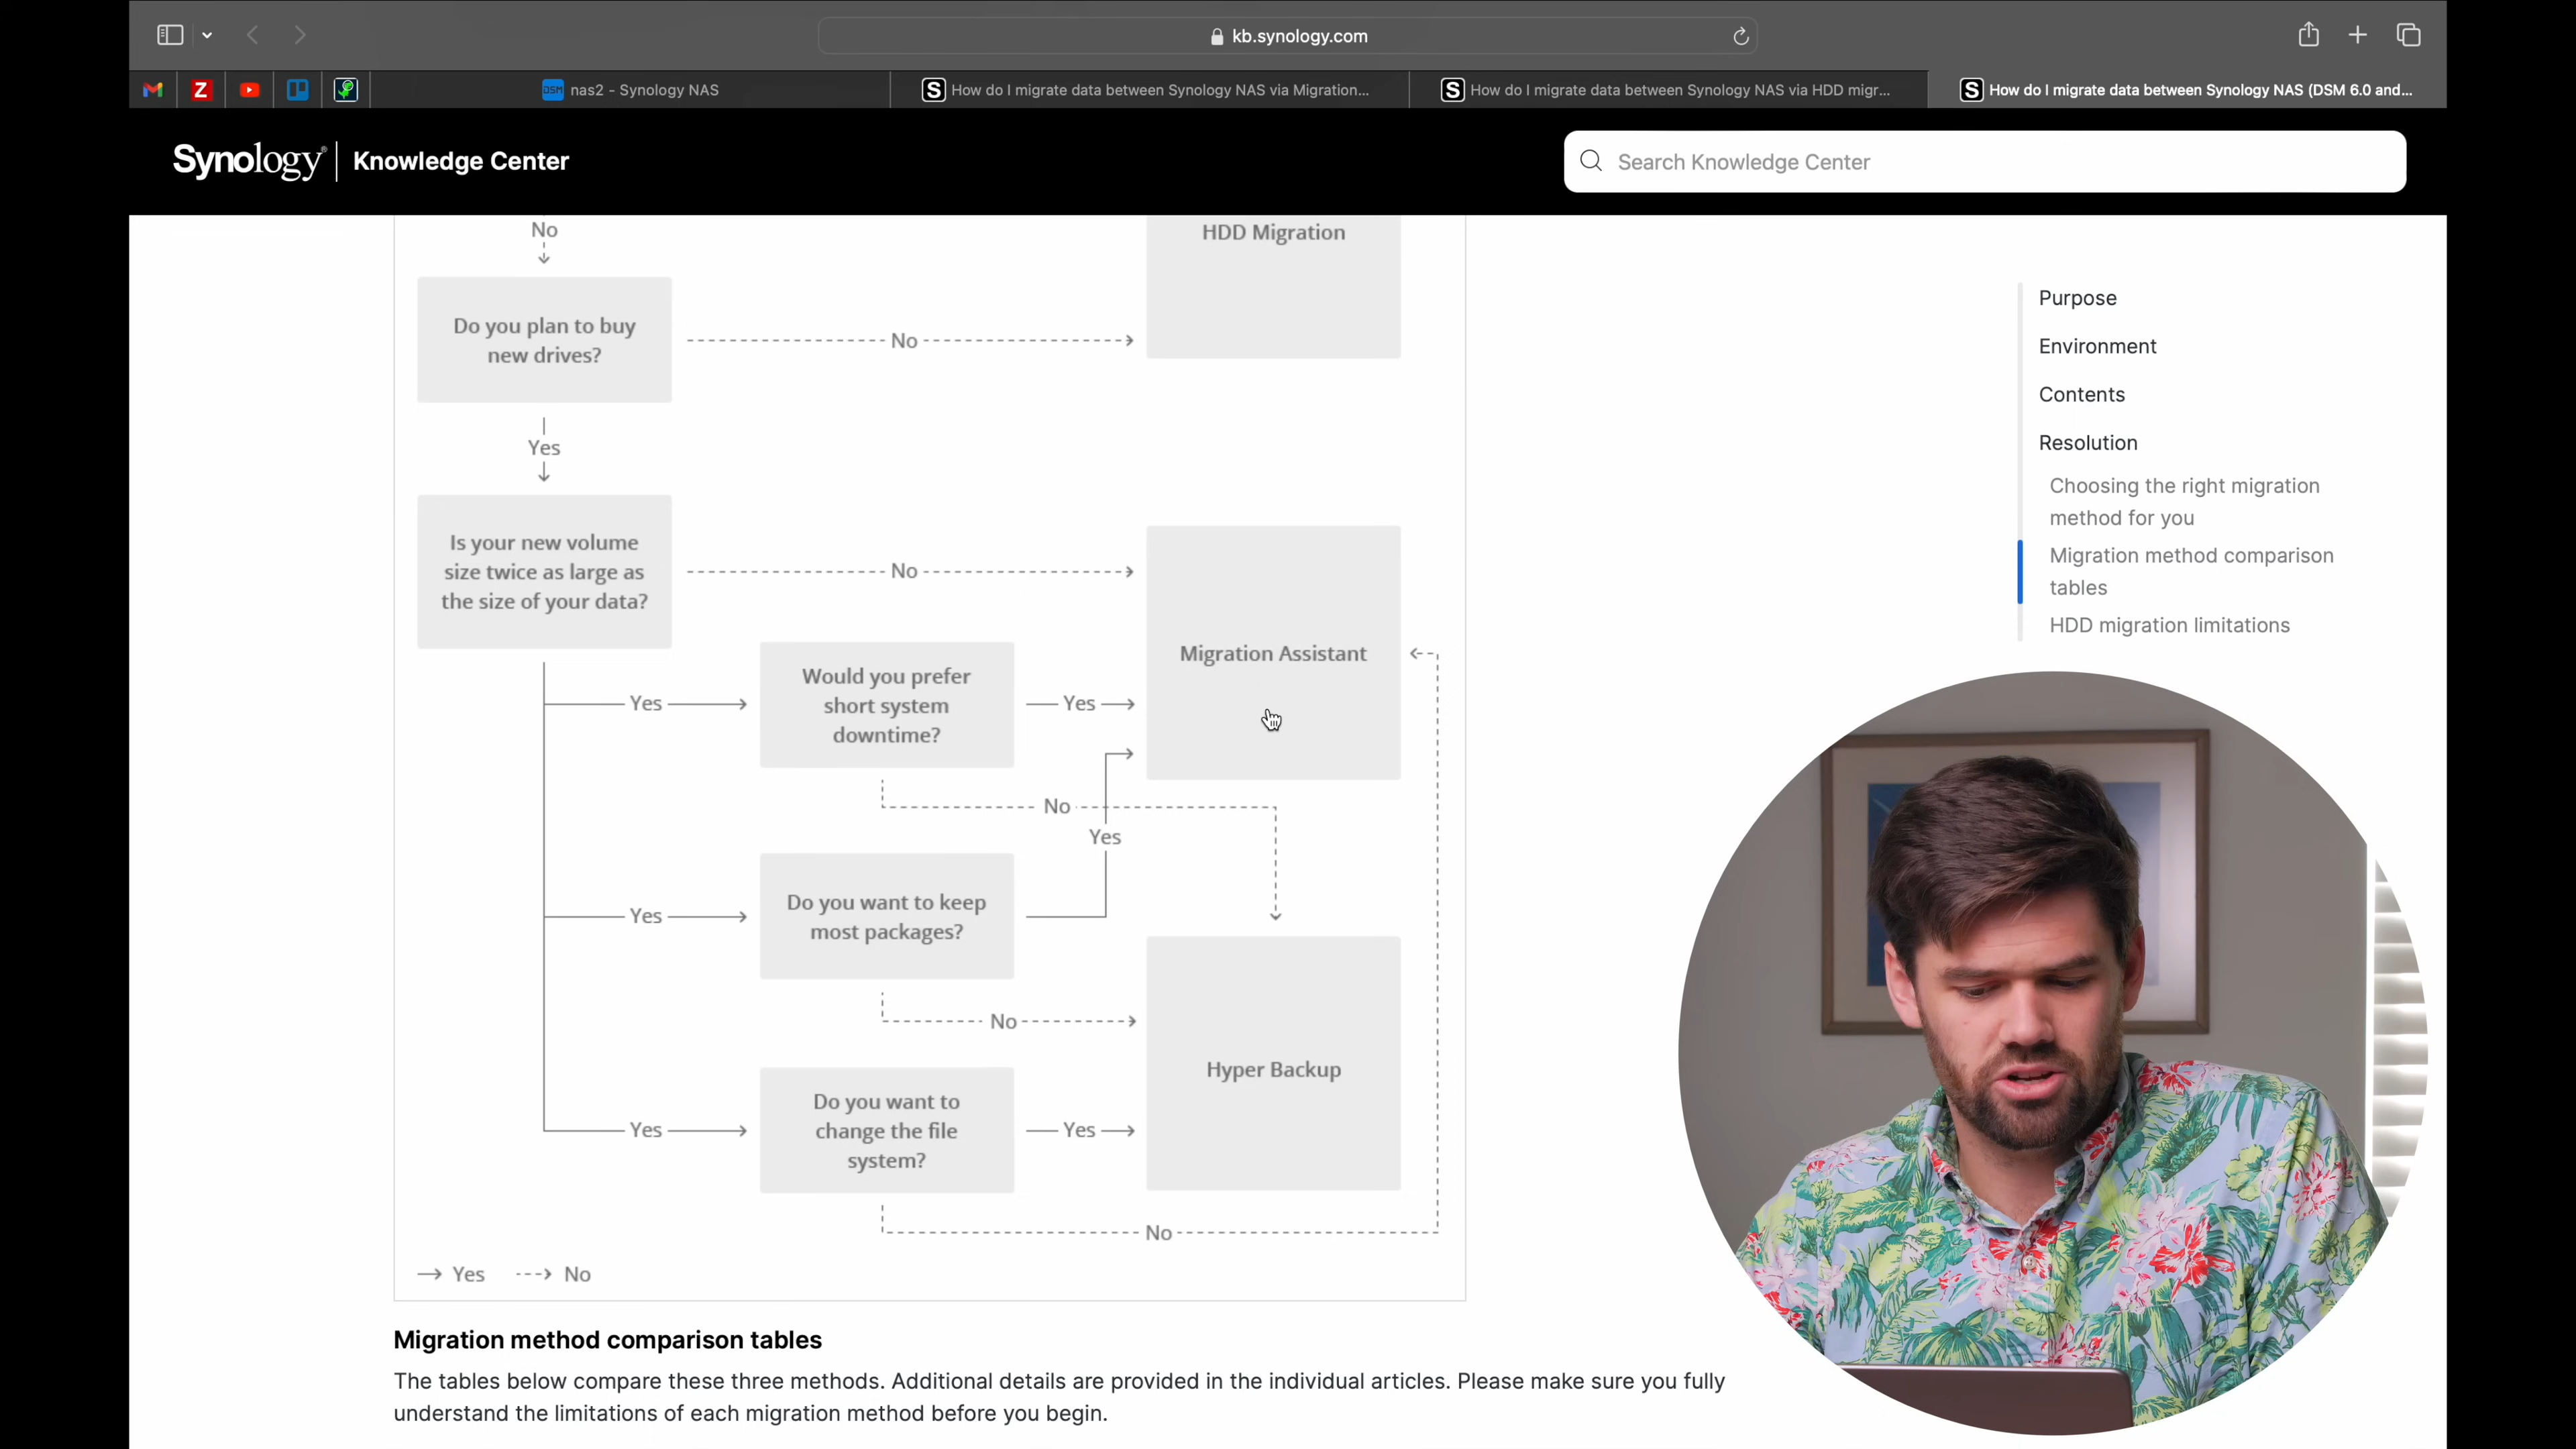 kb.synology.com
nas2 - Synology NAS
How do I migrate data between Synology NAS via Migration...
How do I migrate data between Synology NAS via HDD migr...
How do I migrate data between Synology NAS (DSM 6.0 and...
Synology
Knowledge Center
Search Knowledge Center
No
HDD Migration
Do you plan to buy
new drives?
No
Yes
Is your new volume
size twice as large as
the size of your data?
No
Migration Assistant
Yes
Would you prefer
short system
downtime?
Yes
No
Yes
Yes
Do you want to keep
most packages?
No
Hyper Backup
Yes
Do you want to
change the file
system?
Yes
No
Yes
No
Purpose
Environment
Contents
Resolution
Choosing the right migration
method for you
Migration method comparison
tables
HDD migration limitations
Migration method comparison tables
The tables below compare these three methods. Additional details are provided in the individual articles. Please make sure you fully
understand the limitations of each migration method before you begin.